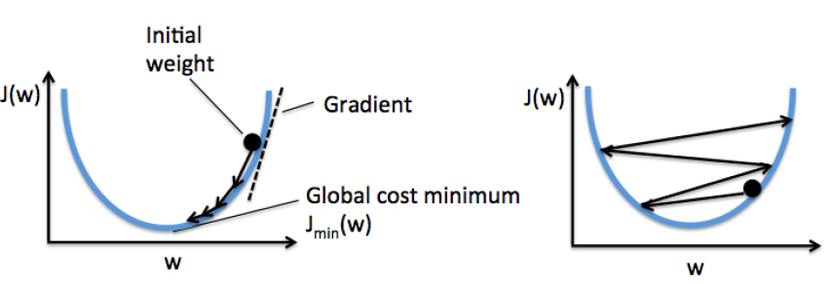 Initial
weight
J(w)
Gradient
Global cost minimum
Jmin(w)
w
J(w)
w